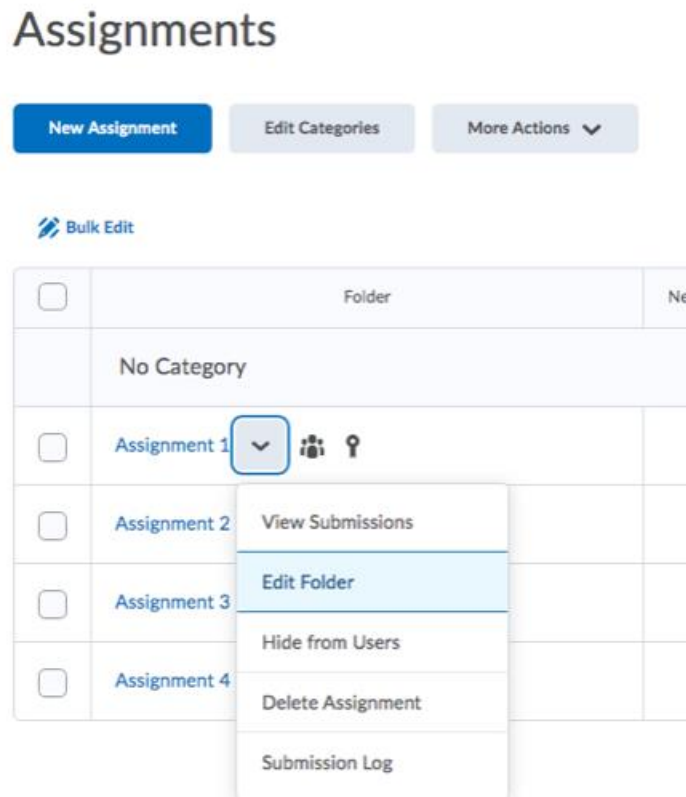 Assignments
New Assignment Edit Categories More Actions
Bulk Edit
Folder Ne
No Category
Assignment 1
Assignment 2
View Submissions
Edit Folder
Assignment 3
Hide from Users
Assignment 4
Delete Assignment
Submission Log